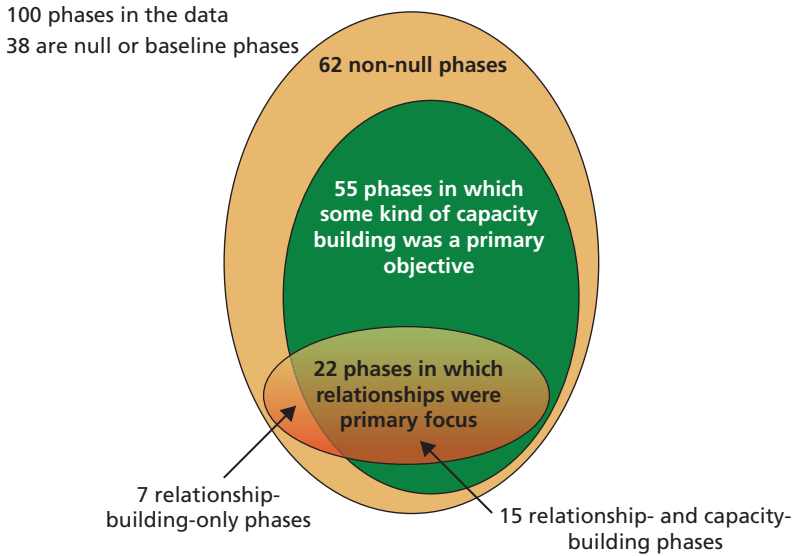 100 phases in the data
38 are null or baseline phases
62 non-null phases
55 phases in which
some kind of capacity
building was a primary
objective
22 phases in which
relationships were
primary focus
7 relationship-
building-only phases
15 relationship- and capacity-
building phases